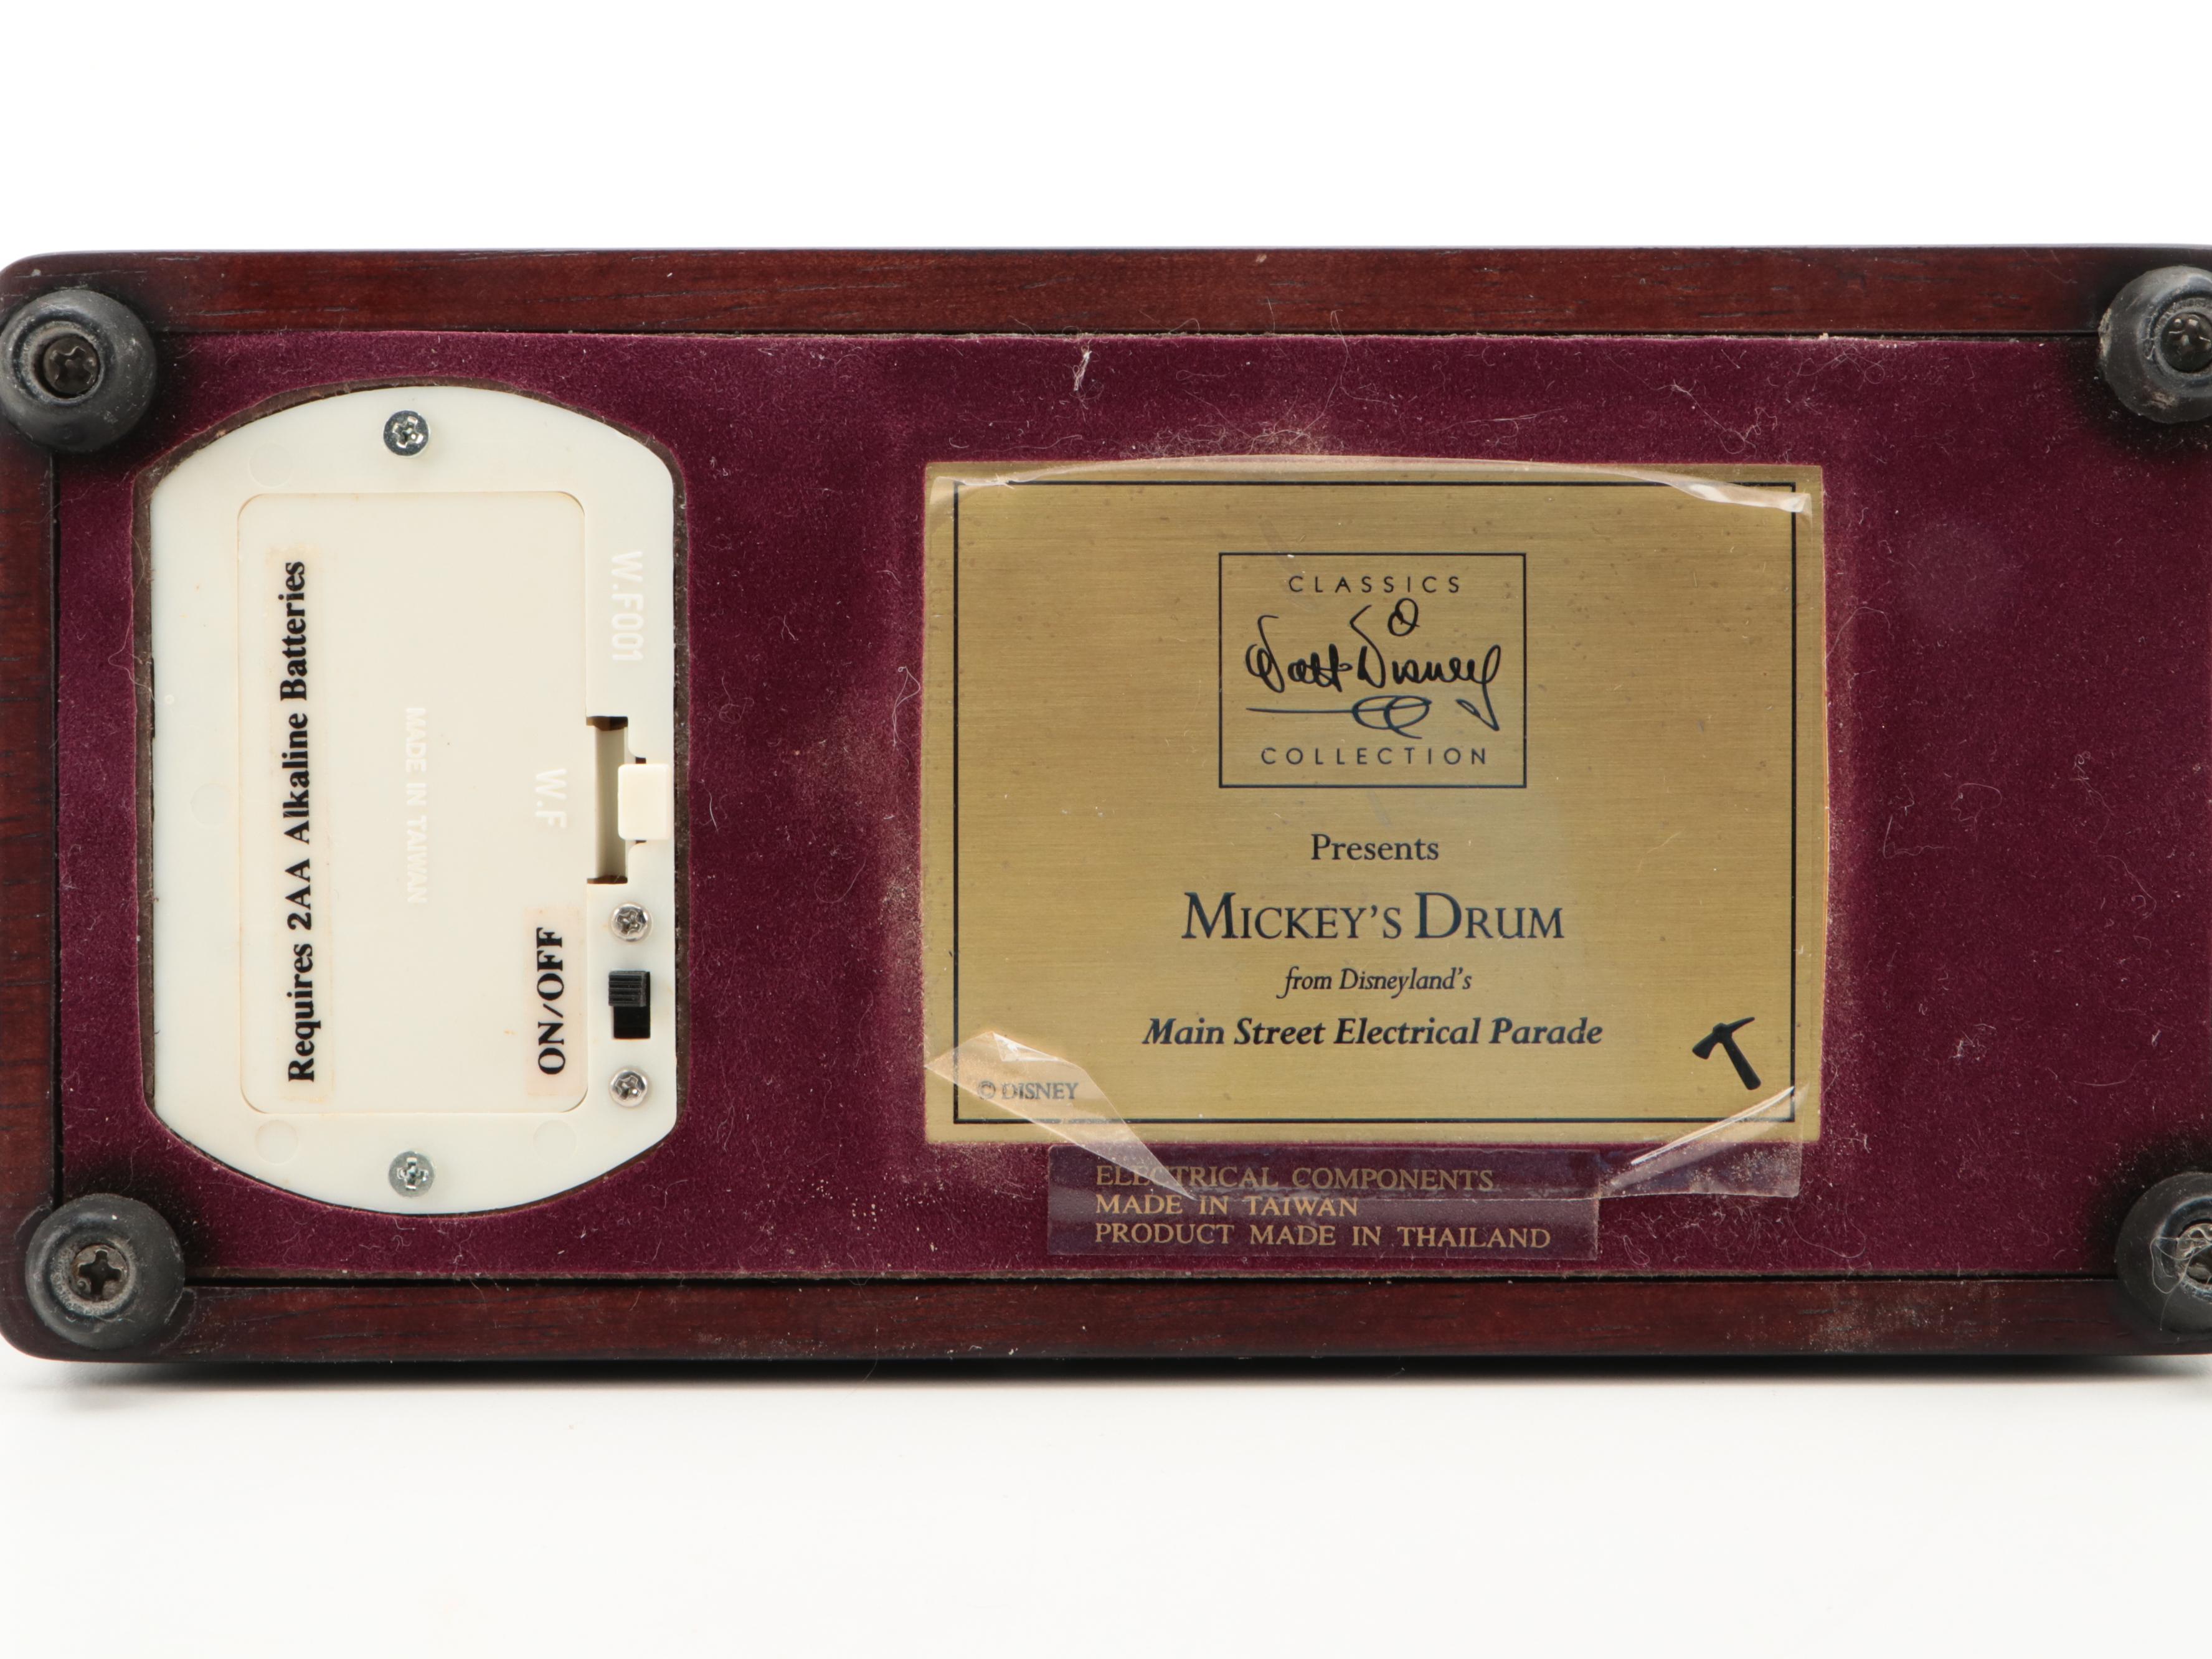 Requires 2AA Alkaline Batteries
MADE IN TAIWAN
W.F
ON/OFF
W.F001
CLASSICS
Walt Disney
COLLECTION
Presents
MICKEY'S DRUM
from Disneyland's
Main Street Electrical Parade
© DISNEY
ELECTRICAL COMPONENTS
MADE IN TAIWAN
PRODUCT MADE IN THAILAND